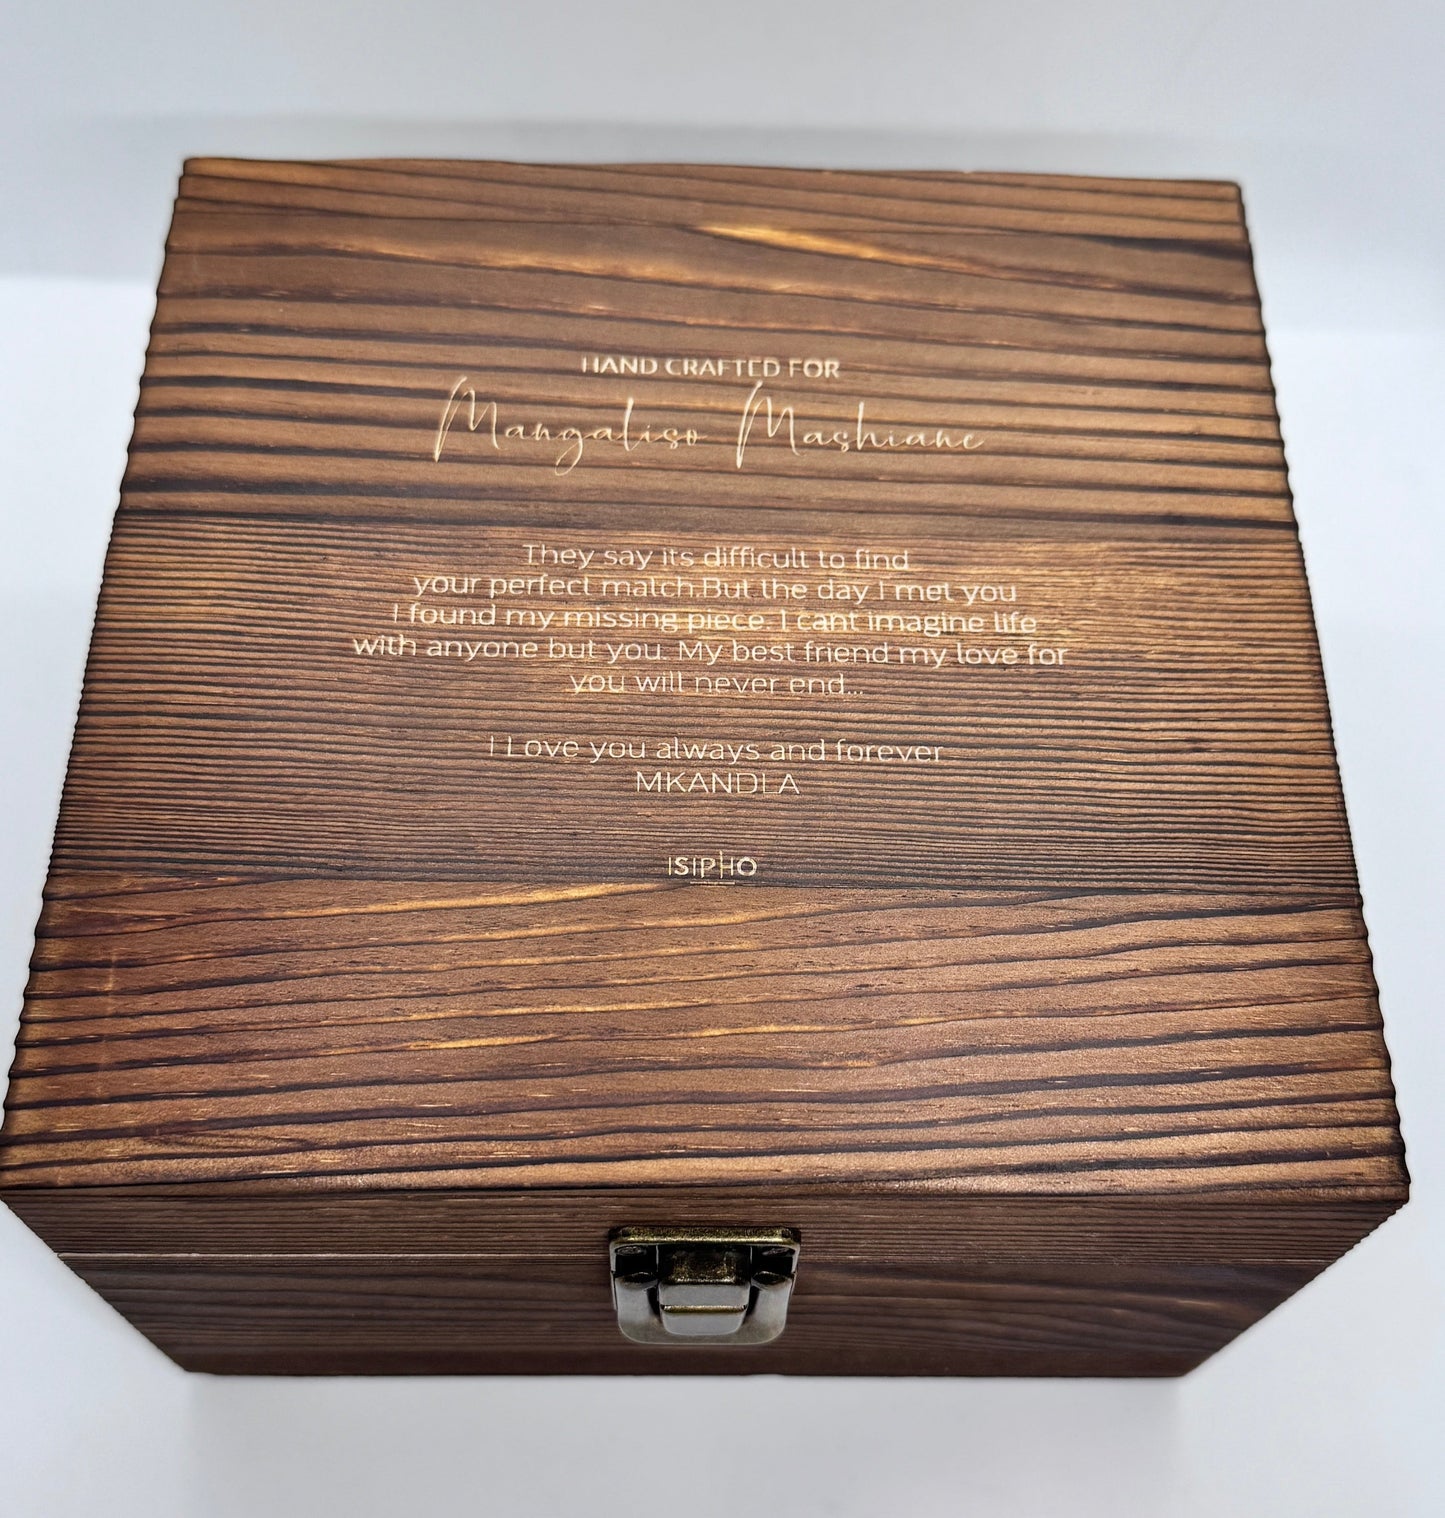 HAND CRAFTED FOR
Mangaliso Mashiane
They say its difficult to find
your perfect match.But the day I met you
I found my missing piece. I cant imagine life
with anyone but you. My best friend my love for
you will never end...
I Love you always and forever
MKANDLA
ISIPHO